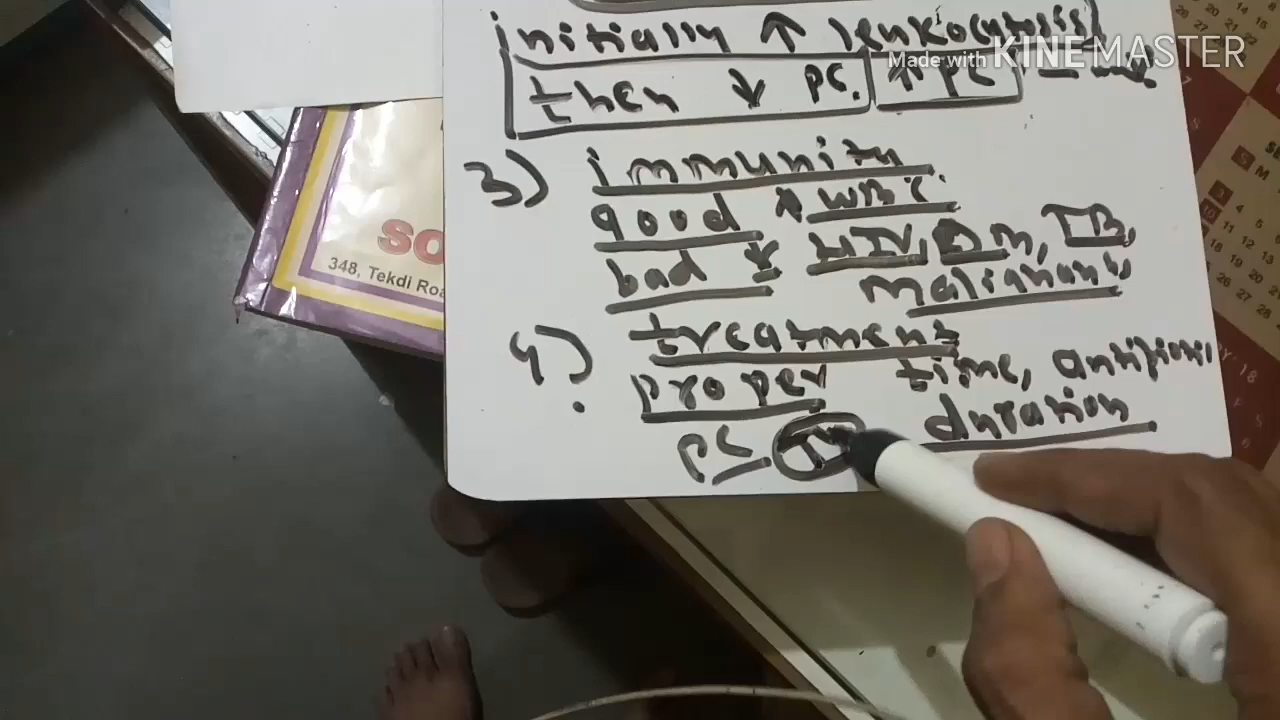 initially ↑ leukocytosis)
Made with KINEMASTER
then ↓ PC. ↑ PC
3) immunity
good ↑ WBC
bad ↓ HIV, DM, TB,
malignancy
4) treatment
proper time, antibiotic
duration
PC IV
SO
348, Tekdi Roa